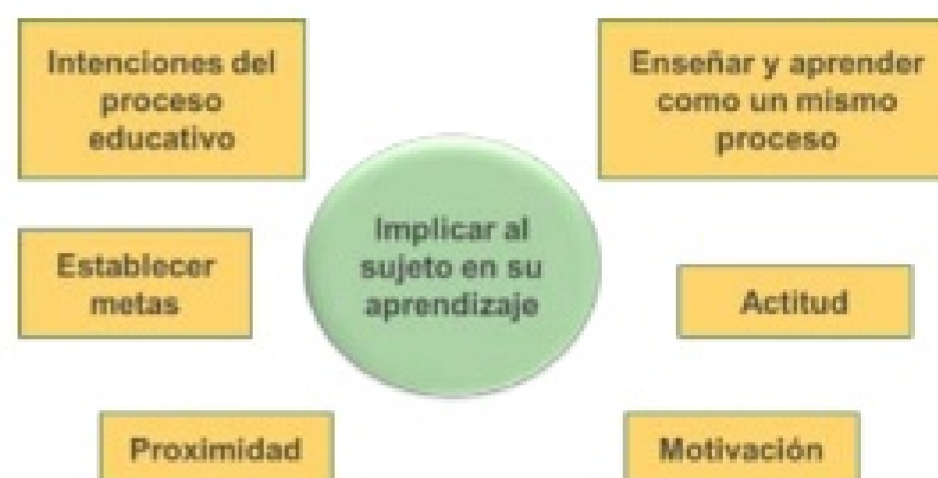 Intenciones del
proceso
educativo
Enseñar y aprender
como un mismo
proceso
Implicar al
sujeto en su
aprendizaje
Establecer
metas
Actitud
Proximidad
Motivación